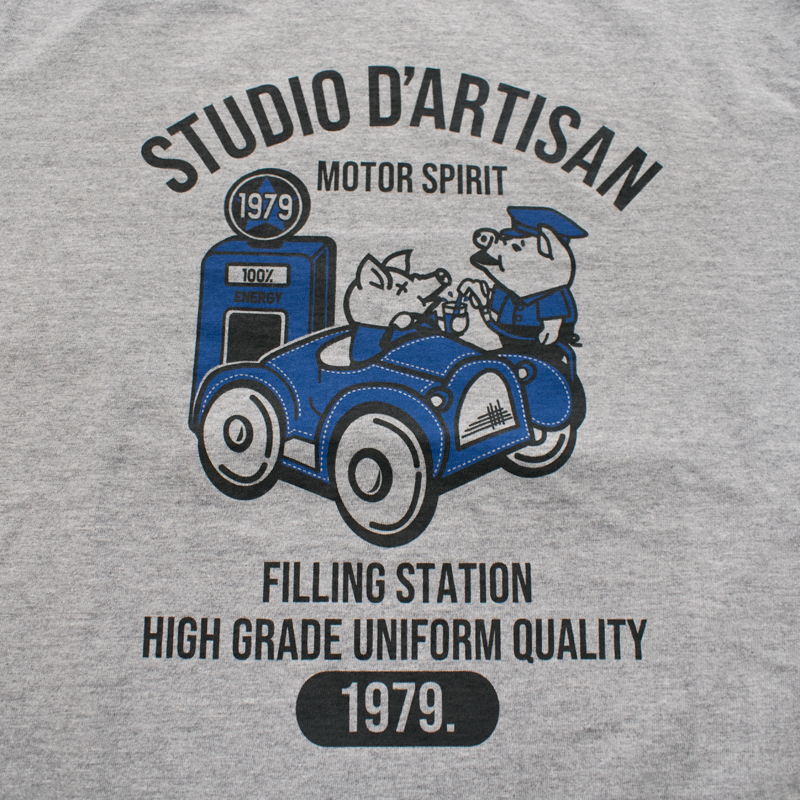 STUDIO D'ARTISAN
MOTOR SPIRIT
1979
100%
ENERGY
FILLING STATION
HIGH GRADE UNIFORM QUALITY
1979.